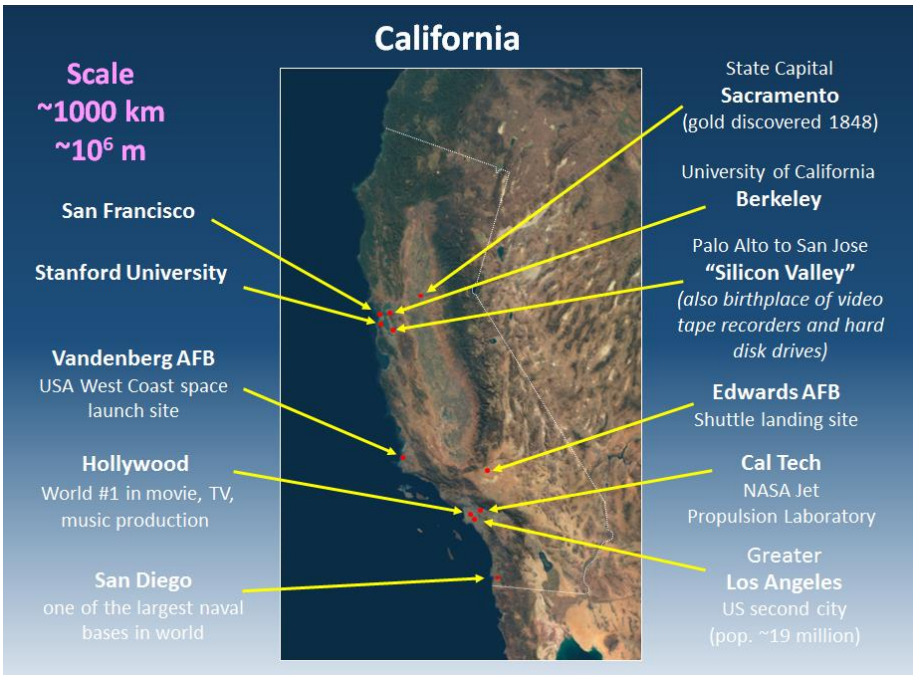 California
Scale
~1000 km
~10⁶ m
San Francisco
Stanford University
Vandenberg AFB
USA West Coast space
launch site
Hollywood
World #1 in movie, TV,
music production
San Diego
one of the largest naval
bases in world
State Capital
Sacramento
(gold discovered 1848)
University of California
Berkeley
Palo Alto to San Jose
“Silicon Valley”
(also birthplace of video
tape recorders and hard
disk drives)
Edwards AFB
Shuttle landing site
Cal Tech
NASA Jet
Propulsion Laboratory
Greater
Los Angeles
US second city
(pop. ~19 million)